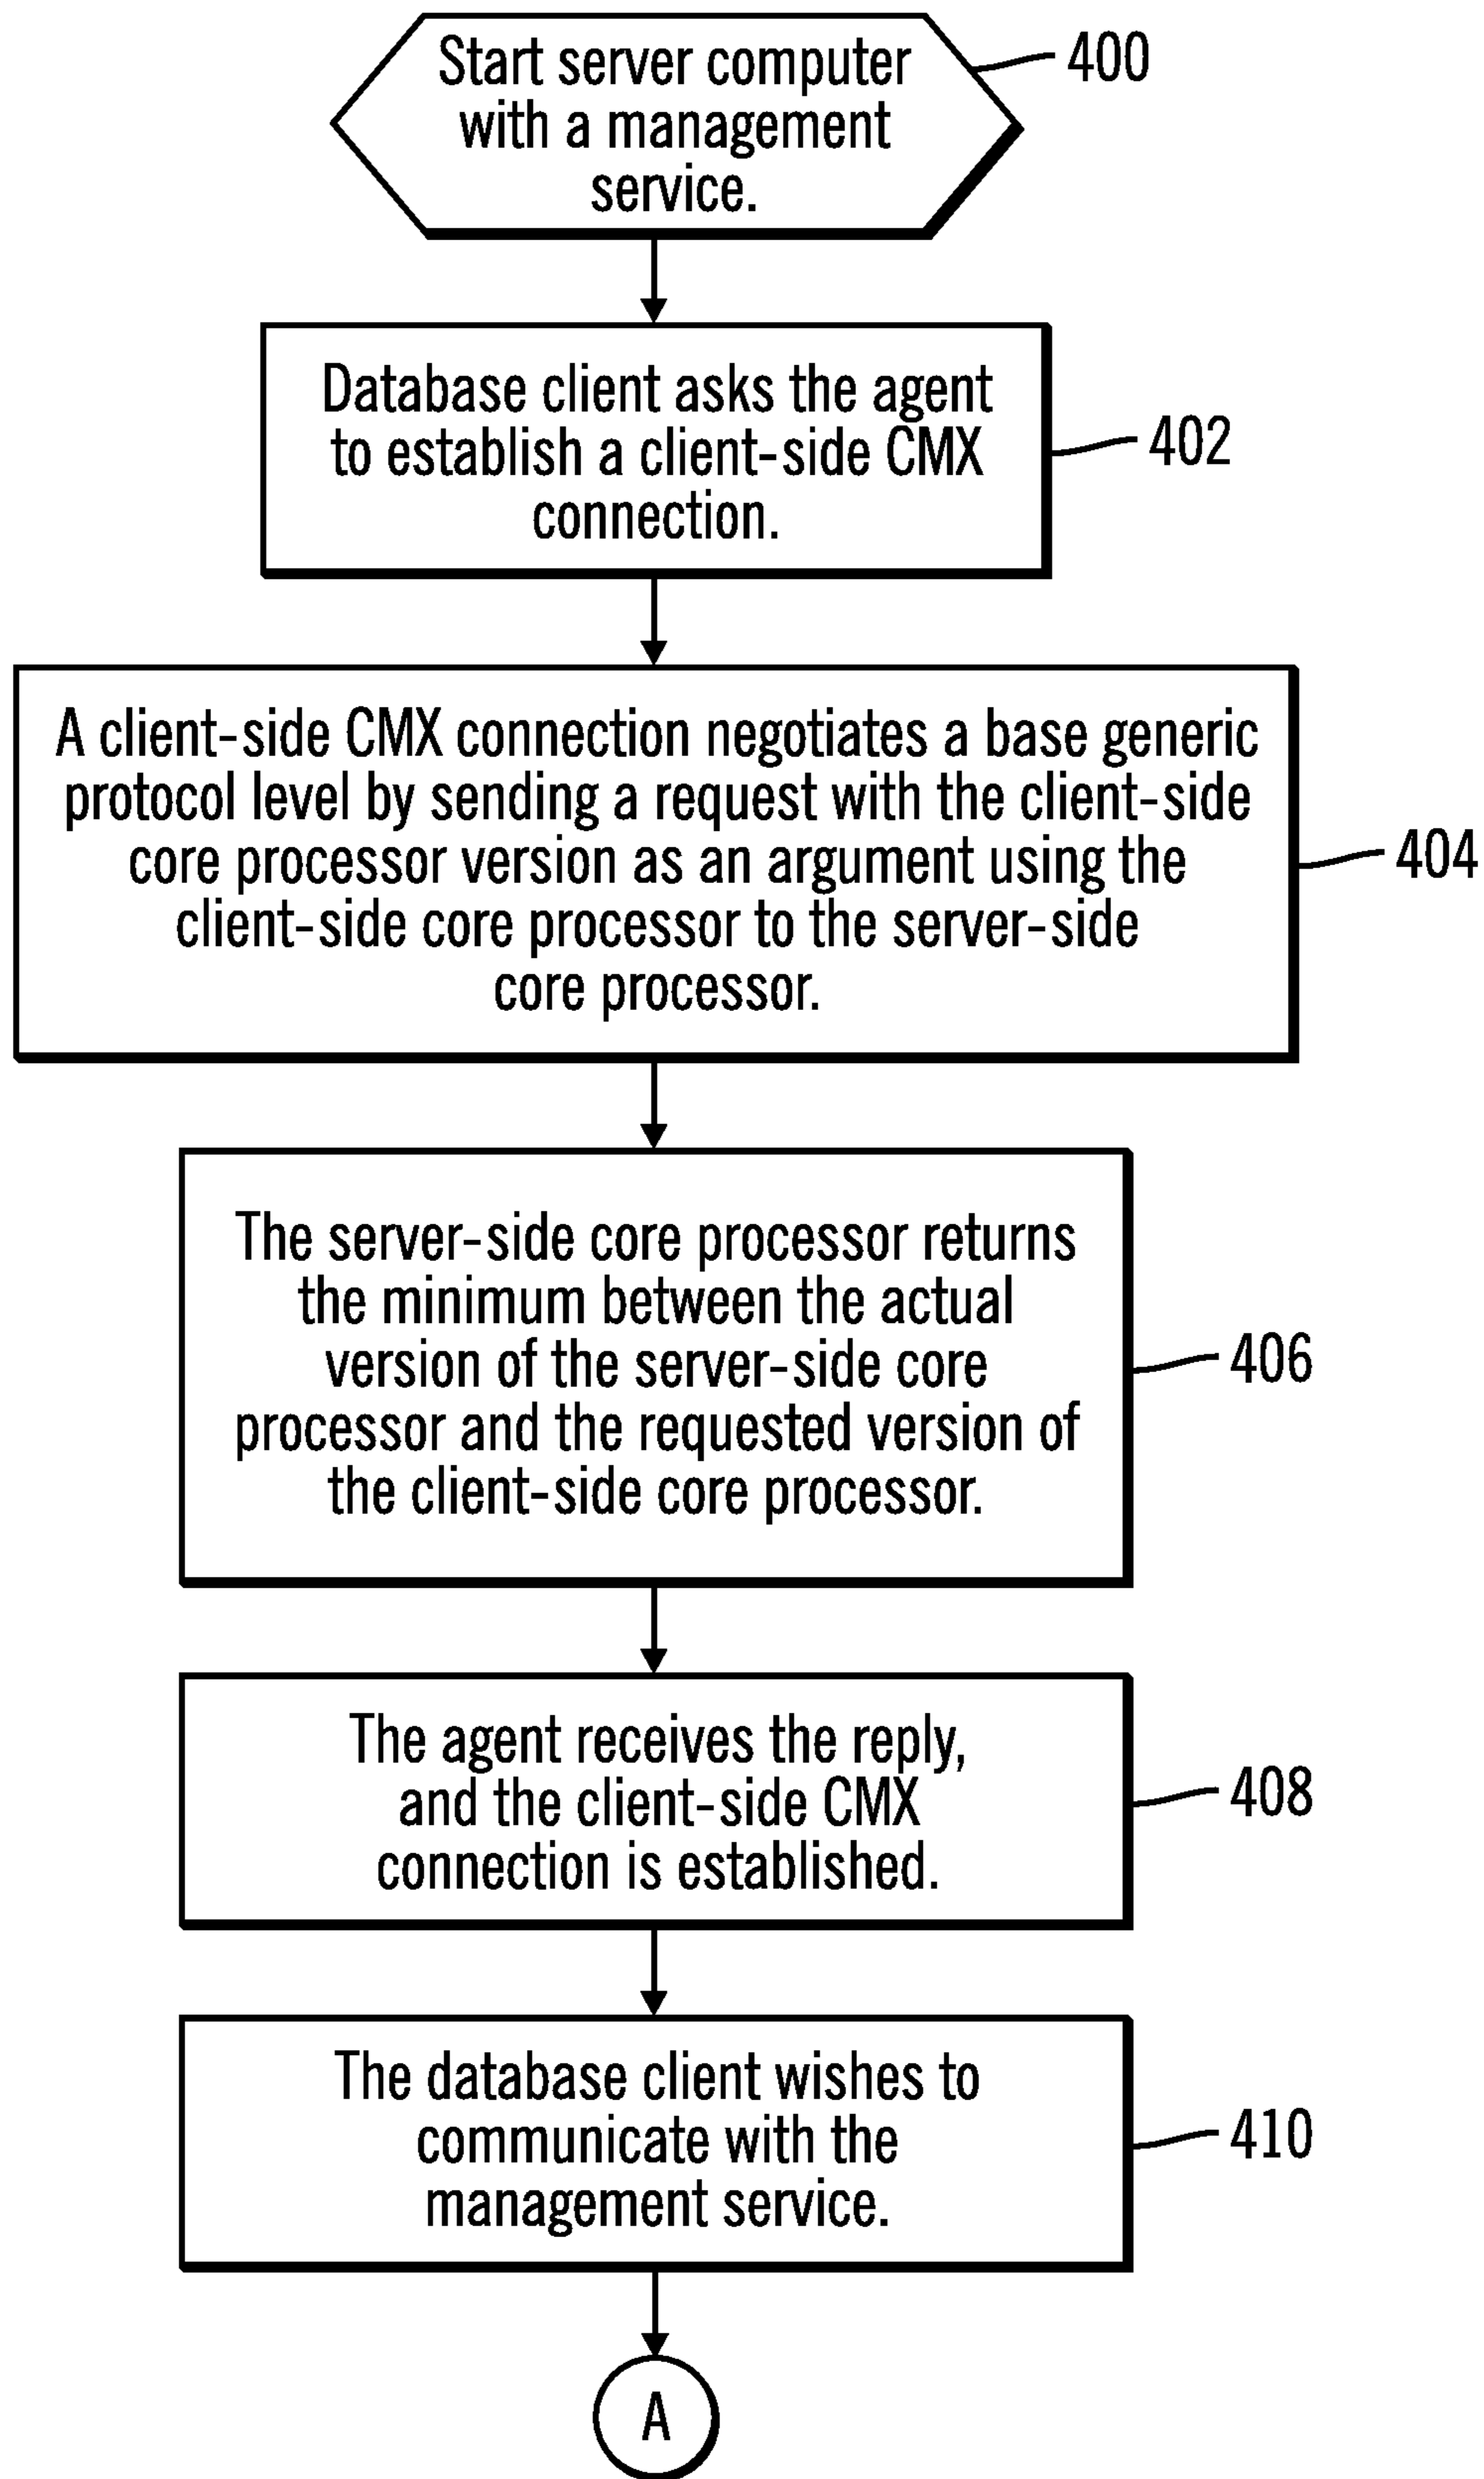 Start server computer
with a management
service.
400
Database client asks the agent
to establish a client-side CMX
connection.
402
A client-side CMX connection negotiates a base generic
protocol level by sending a request with the client-side
core processor version as an argument using the
client-side core processor to the server-side
core processor.
404
The server-side core processor returns
the minimum between the actual
version of the server-side core
processor and the requested version of
the client-side core processor.
406
The agent receives the reply,
and the client-side CMX
connection is established.
408
The database client wishes to
communicate with the
management service.
410
A